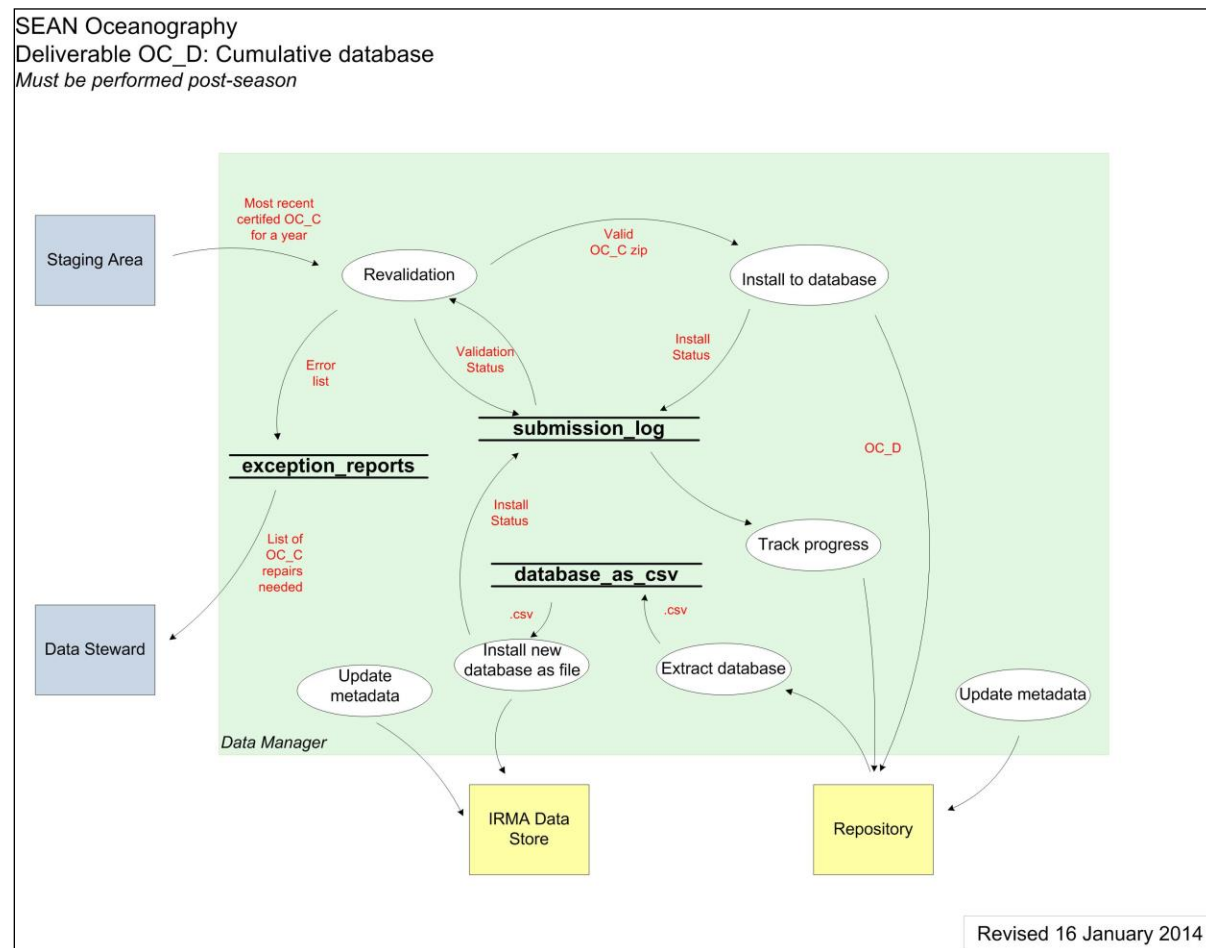 SEAN Oceanography
Deliverable OC_D: Cumulative database
Must be performed post-season
Most recent
certifed OC_C
for a year
Staging Area
Revalidation
Valid
OC_C zip
Install to database
Error
list
Validation
Status
Install
Status
submission_log
exception_reports
OC_D
Install
Status
List of
OC_C
repairs
needed
Track progress
database_as_csv
.csv
.csv
Data Steward
Update
metadata
Install new
database as file
Extract database
Update metadata
Data Manager
IRMA Data
Store
Repository
Revised 16 January 2014